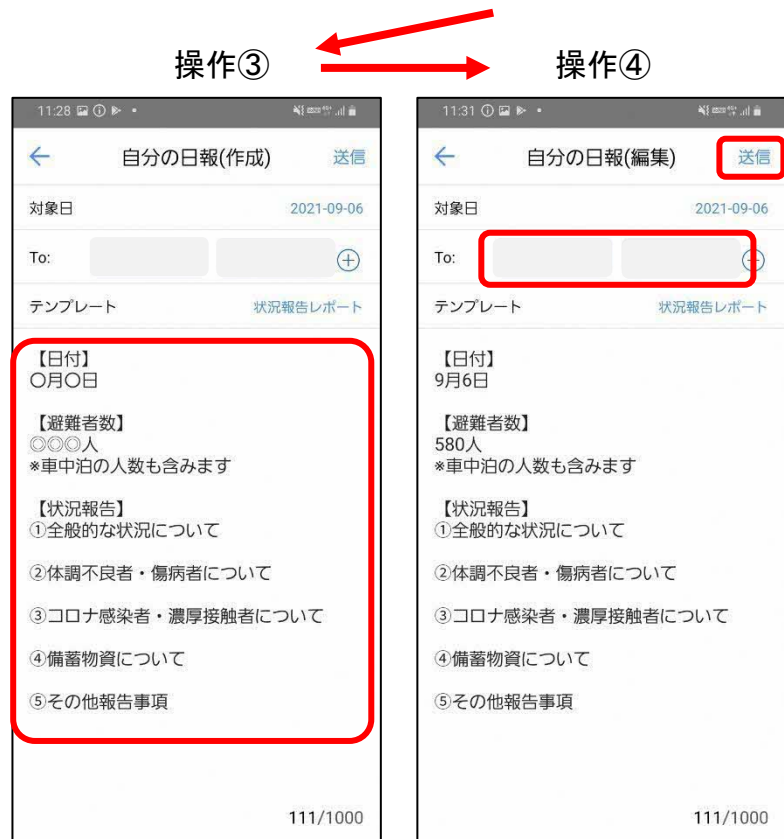 操作③
操作④
11:28
自分の日報(作成)
送信
対象日
2021-09-06
To:
テンプレート
状況報告レポート
【日付】
〇月〇日
【避難者数】
◎◎◎人
*車中泊の人数も含みます
【状況報告】
①全般的な状況について
②体調不良者・傷病者について
③コロナ感染者・濃厚接触者について
④備蓄物資について
⑤その他報告事項
111/1000
11:31
自分の日報(編集)
送信
対象日
2021-09-06
To:
テンプレート
状況報告レポート
【日付】
9月6日
【避難者数】
580人
*車中泊の人数も含みます
【状況報告】
①全般的な状況について
②体調不良者・傷病者について
③コロナ感染者・濃厚接触者について
④備蓄物資について
⑤その他報告事項
111/1000